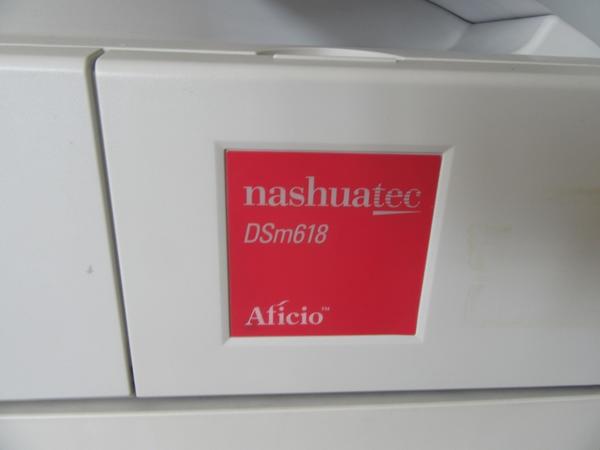 nashuatec
DSm618
Aficio™